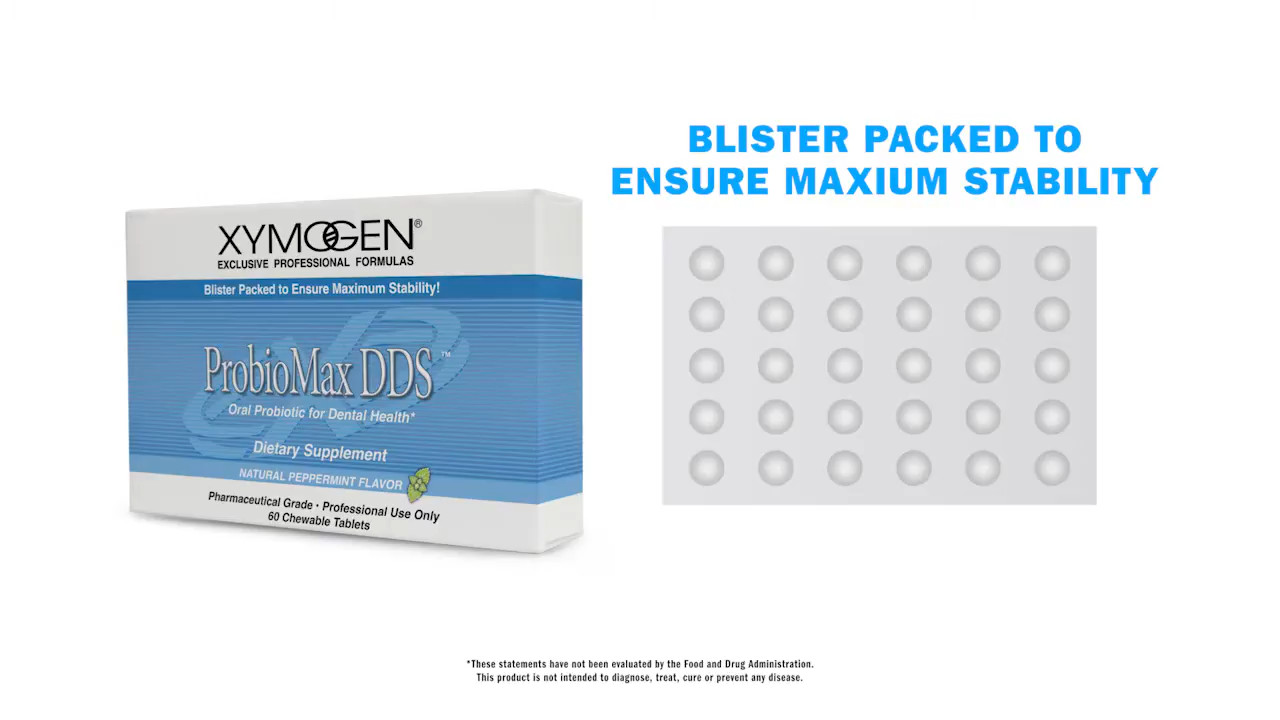 BLISTER PACKED TO
ENSURE MAXIUM STABILITY
XYMOGEN®
EXCLUSIVE PROFESSIONAL FORMULAS
Blister Packed to Ensure Maximum Stability!
ProbioMax DDS™
Oral Probiotic for Dental Health*
Dietary Supplement
NATURAL PEPPERMINT FLAVOR
Pharmaceutical Grade • Professional Use Only
60 Chewable Tablets
*These statements have not been evaluated by the Food and Drug Administration.
This product is not intended to diagnose, treat, cure or prevent any disease.